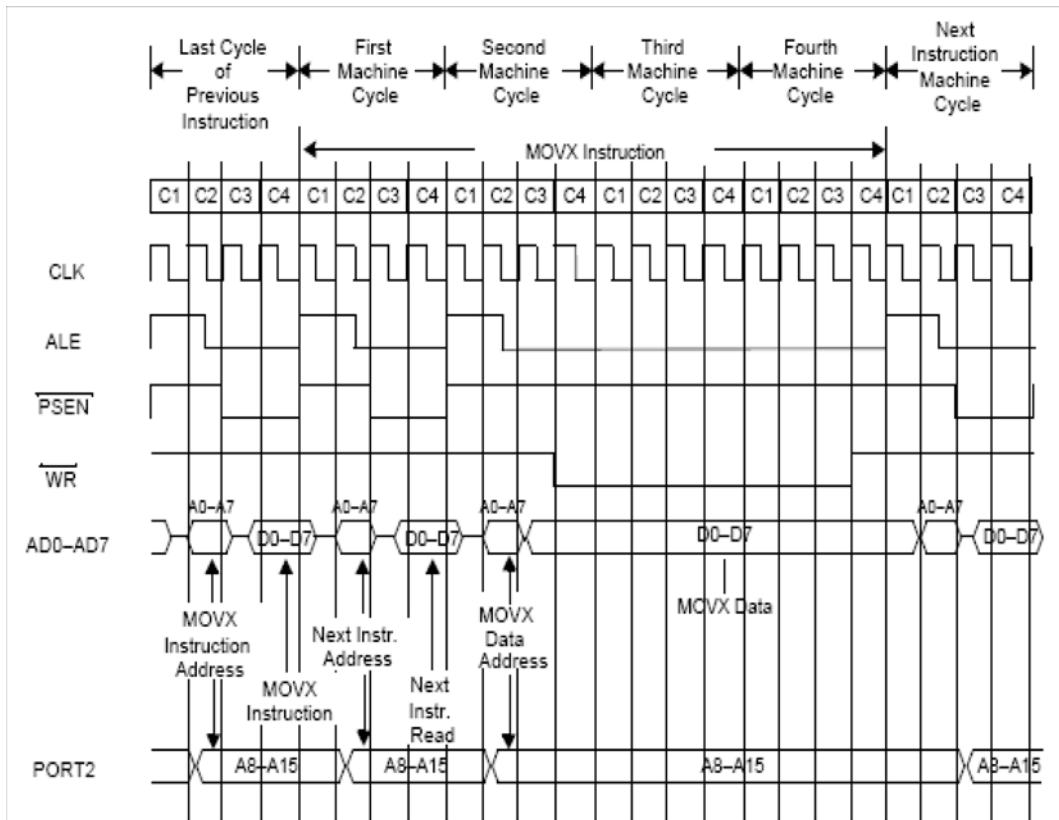 Last Cycle
of
Previous
Instruction
First
Machine
Cycle
Second
Machine
Cycle
Third
Machine
Cycle
Fourth
Machine
Cycle
Next
Instruction
Machine
Cycle
MOVX Instruction
C1 C2 C3 C4 C1 C2 C3 C4 C1 C2 C3 C4 C1 C2 C3 C4 C1 C2 C3 C4 C1 C2 C3 C4
CLK
ALE
PSEN
WR
A0–A7 A0–A7 A0–A7 A0–A7
AD0–AD7 D0–D7 D0–D7 D0–D7 D0–D7
MOVX
Instruction
Address
MOVX
Instruction
Next Instr.
Address
Next
Instr.
Read
MOVX
Data
Address
MOVX Data
PORT2 A8–A15 A8–A15 A8–A15 A8–A15